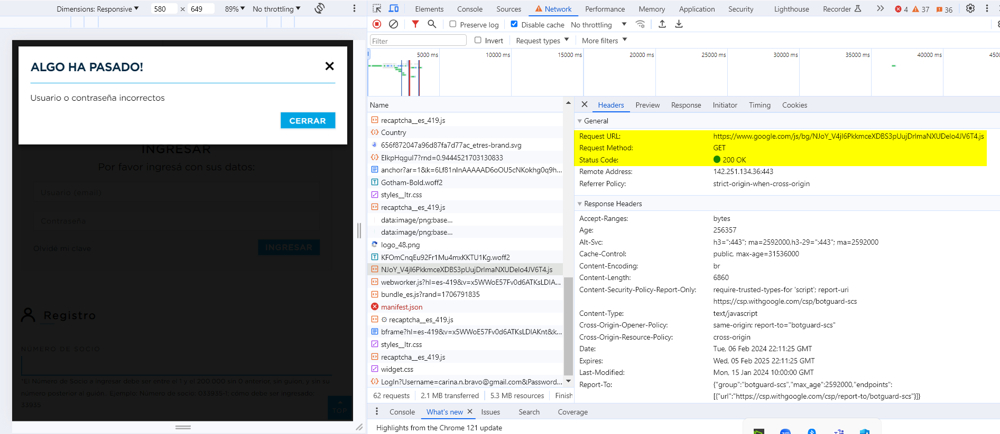 Dimensions: Responsive 580 × 649 89% No throttling
Elements Console Sources Network Performance Memory Application Security Lighthouse Recorder 4 37 36
Preserve log Disable cache No throttling
Filter Invert Request types More filters
5000 ms 10000 ms 15000 ms 20000 ms 25000 ms 30000 ms 35000 ms 40000 ms 4500
ALGO HA PASADO!
Usuario o contraseña incorrectos
CERRAR
INGRESAR
Por favor ingresá con sus datos:
Usuario (email)
Contraseña
Olvidé mi clave
INGRESAR
Registro
NUMERO DE SOCIO
*El Número de Socio a ingresar debe ser entre el 1 y el 200.000 sin 0 anterior, sin guion, y sin su
número posterior al guión. Ejemplo: Número de socio: 033935-1; cómo debe ser ingresado:
33935
TOP
Name
recaptcha__es_419.js
Country
656f872047a96d87fa7d77ac_etres-brand.svg
ElkpHqgul7?rnd=0.9444521703130833
anchor?ar=1&k=6Lf81nInAAAAAD6oOU5cNKokhg0q9h...
Gotham-Bold.woff2
styles__ltr.css
recaptcha__es_419.js
data:image/png;base...
data:image/png;base...
logo_48.png
KFOmCnqEu92Fr1Mu4mxKKTU1Kg.woff2
NJoY_V4jI6PkkmceXDBS3pUujDrlmaNXUDelo4JV6T4.js
webworker.js?hl=es-419&v=x5WWoE57Fv0d6ATKsLDIA...
bundle_es.js?rand=1706791835
manifest.json
recaptcha__es_419.js
bframe?hl=es-419&v=x5WWoE57Fv0d6ATKsLDIAKnt&k...
styles__ltr.css
recaptcha__es_419.js
widget.css
LogIn?Username=carina.n.bravo@gmail.com&Password...
62 requests 2.1 MB transferred 5.3 MB resources Finish
Headers Preview Response Initiator Timing Cookies
General
Request URL: https://www.google.com/js/bg/NJoY_V4jI6PkkmceXDBS3pUujDrlmaNXUDelo4JV6T4.js
Request Method: GET
Status Code: 200 OK
Remote Address: 142.251.134.36:443
Referrer Policy: strict-origin-when-cross-origin
Response Headers
Accept-Ranges: bytes
Age: 256357
Alt-Svc: h3=":443"; ma=2592000,h3-29=":443"; ma=2592000
Cache-Control: public, max-age=31536000
Content-Encoding: br
Content-Length: 6860
Content-Security-Policy-Report-Only: require-trusted-types-for 'script'; report-uri
https://csp.withgoogle.com/csp/botguard-scs
Content-Type: text/javascript
Cross-Origin-Opener-Policy: same-origin; report-to="botguard-scs"
Cross-Origin-Resource-Policy: cross-origin
Date: Tue, 06 Feb 2024 22:11:25 GMT
Expires: Wed, 05 Feb 2025 22:11:25 GMT
Last-Modified: Mon, 15 Jan 2024 10:00:00 GMT
Report-To: {"group":"botguard-scs","max_age":2592000,"endpoints":
[{"url":"https://csp.withgoogle.com/csp/report-to/botguard-scs"}]}
Console What's new Issues Search Coverage
Highlights from the Chrome 121 update
zm